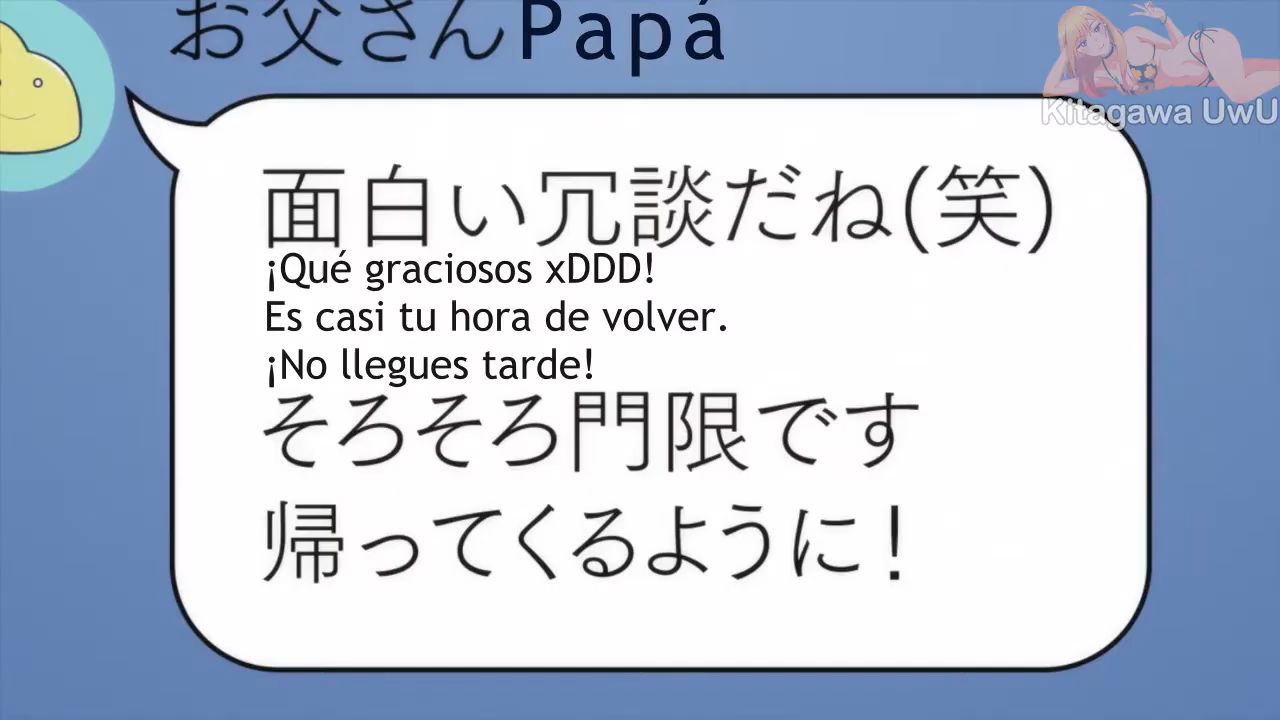 お父さんPapá
Kitagawa UwU
面白い冗談だね(笑)
¡Qué graciosos xDDD!
Es casi tu hora de volver.
¡No llegues tarde!
そろそろ門限です
帰ってくるように!